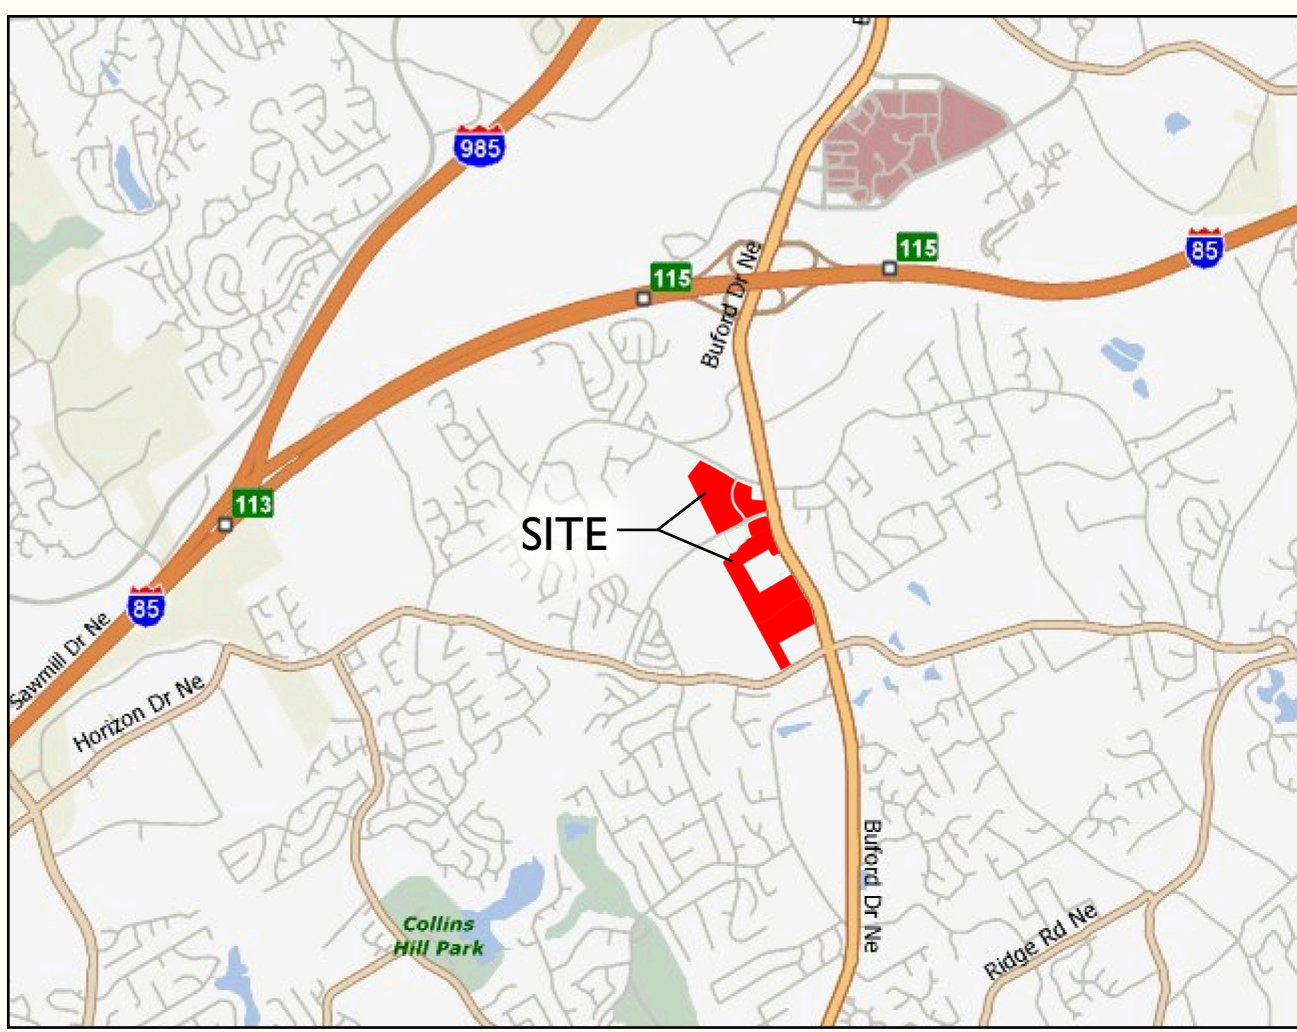 985
115
85
115
Buford Dr Ne
113
SITE
85
Sawmill Dr Ne
Horizon Dr Ne
Buford Dr Ne
Collins
Hill Park
Ridge Rd Ne